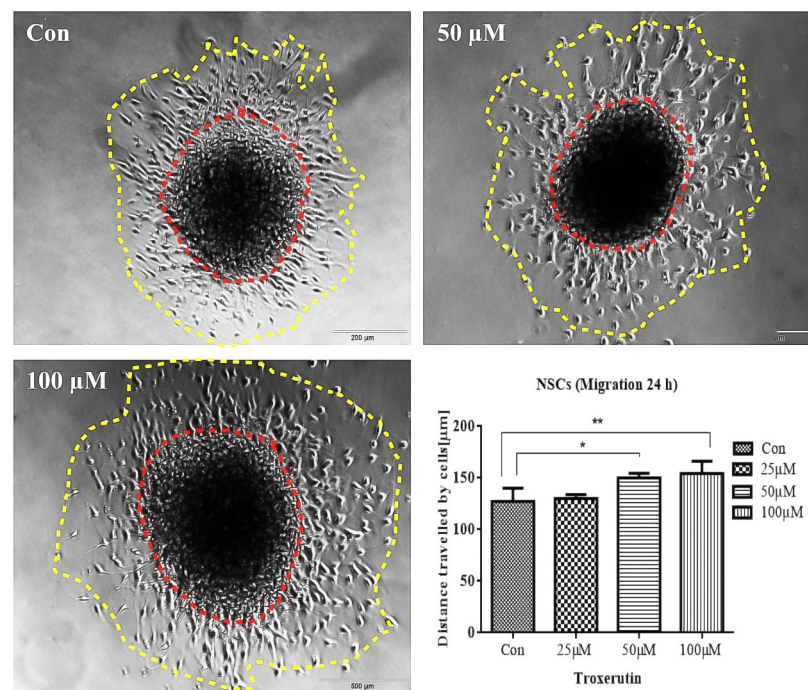 Con
50 µM
200 µm
µm
100 µM
500 µm
NSCs (Migration 24 h)
Distance travelled by cells[µm]
200
150
100
50
0
**
*
Con
25µM
50µM
100µM
Con
25µM
50µM
100µM
Troxerutin